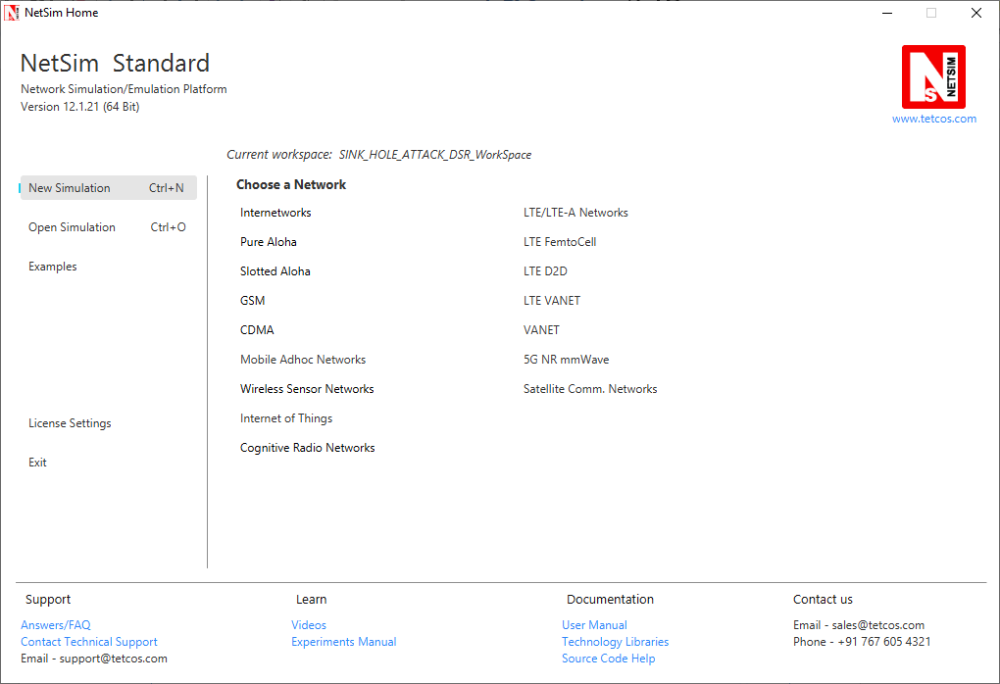 NetSim Home
NetSim Standard
Network Simulation/Emulation Platform
Version 12.1.21 (64 Bit)
NS NETSIM
www.tetcos.com
Current workspace: SINK_HOLE_ATTACK_DSR_WorkSpace
New Simulation Ctrl+N
Open Simulation Ctrl+O
Examples
License Settings
Exit
Choose a Network
Internetworks
Pure Aloha
Slotted Aloha
GSM
CDMA
Mobile Adhoc Networks
Wireless Sensor Networks
Internet of Things
Cognitive Radio Networks
LTE/LTE-A Networks
LTE FemtoCell
LTE D2D
LTE VANET
VANET
5G NR mmWave
Satellite Comm. Networks
Support
Answers/FAQ
Contact Technical Support
Email - support@tetcos.com
Learn
Videos
Experiments Manual
Documentation
User Manual
Technology Libraries
Source Code Help
Contact us
Email - sales@tetcos.com
Phone - +91 767 605 4321